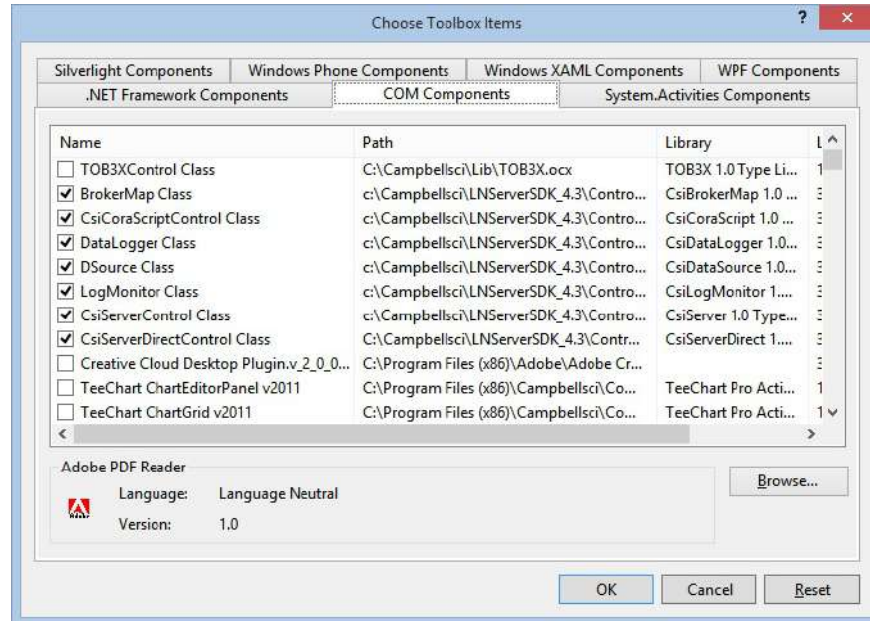 Choose Toolbox Items
Silverlight Components Windows Phone Components Windows XAML Components WPF Components
.NET Framework Components COM Components System.Activities Components
Name Path Library
TOB3XControl Class C:\Campbellsci\Lib\TOB3X.ocx TOB3X 1.0 Type Li... 1
BrokerMap Class c:\Campbellsci\LNServerSDK_4.3\Contro... CsiBrokerMap 1.0 ...
CsiCoraScriptControl Class c:\Campbellsci\LNServerSDK_4.3\Contro... CsiCoraScript 1.0 ...
DataLogger Class c:\Campbellsci\LNServerSDK_4.3\Contro... CsiDataLogger 1.0...
DSource Class c:\Campbellsci\LNServerSDK_4.3\Contro... CsiDataSource 1.0...
LogMonitor Class c:\Campbellsci\LNServerSDK_4.3\Contro... CsiLogMonitor 1....
CsiServerControl Class c:\Campbellsci\LNServerSDK_4.3\Contro... CsiServer 1.0 Type...
CsiServerDirectControl Class C:\Campbellsci\LNServerSDK_4.3\Contr... CsiServerDirect 1....
Creative Cloud Desktop Plugin.v_2_0_0... C:\Program Files (x86)\Adobe\Adobe Cr...
TeeChart ChartEditorPanel v2011 C:\Program Files (x86)\Campbellsci\Co... TeeChart Pro Acti... 1
TeeChart ChartGrid v2011 C:\Program Files (x86)\Campbellsci\Co... TeeChart Pro Acti... 1
Adobe PDF Reader
Language: Language Neutral
Version: 1.0
Browse...
OK Cancel Reset